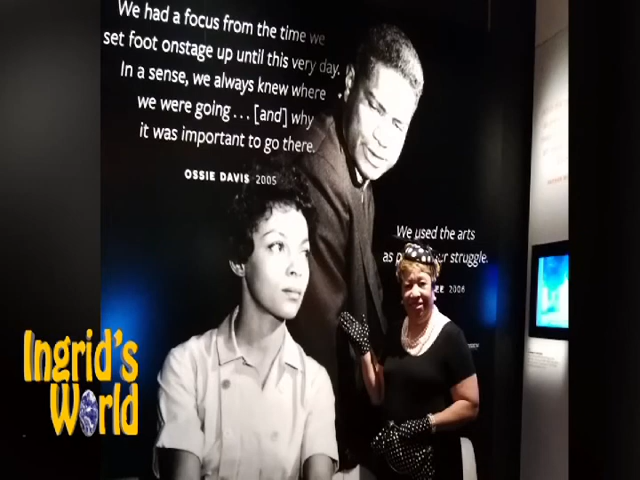 We had a focus from the time we
set foot onstage up until this very day.
In a sense, we always knew where
we were going . . . [and] why
it was important to go there.
OSSIE DAVIS 2005
We used the arts
as struggle.
2006
Ingrid's
World